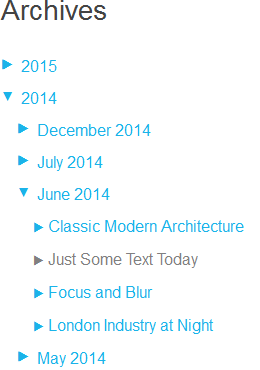 Archives
2015
2014
December 2014
July 2014
June 2014
Classic Modern Architecture
Just Some Text Today
Focus and Blur
London Industry at Night
May 2014